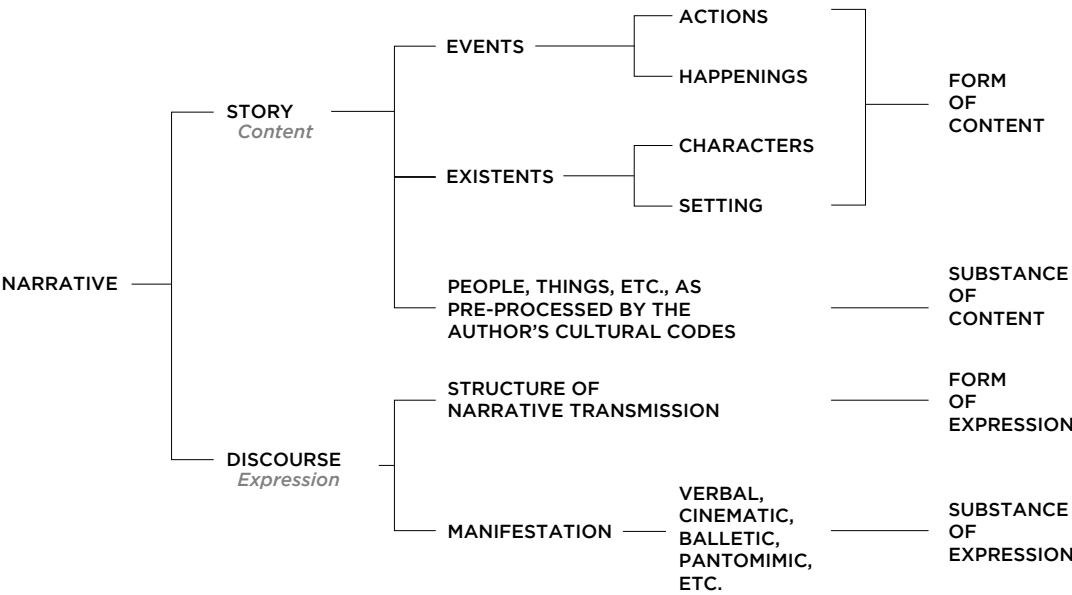 ACTIONS
EVENTS
HAPPENINGS
FORM
OF
CONTENT
STORY
Content
CHARACTERS
EXISTENTS
SETTING
NARRATIVE
PEOPLE, THINGS, ETC., AS
PRE-PROCESSED BY THE
AUTHOR'S CULTURAL CODES
SUBSTANCE
OF
CONTENT
STRUCTURE OF
NARRATIVE TRANSMISSION
FORM
OF
EXPRESSION
DISCOURSE
Expression
MANIFESTATION
VERBAL,
CINEMATIC,
BALLETIC,
PANTOMIMIC,
ETC.
SUBSTANCE
OF
EXPRESSION